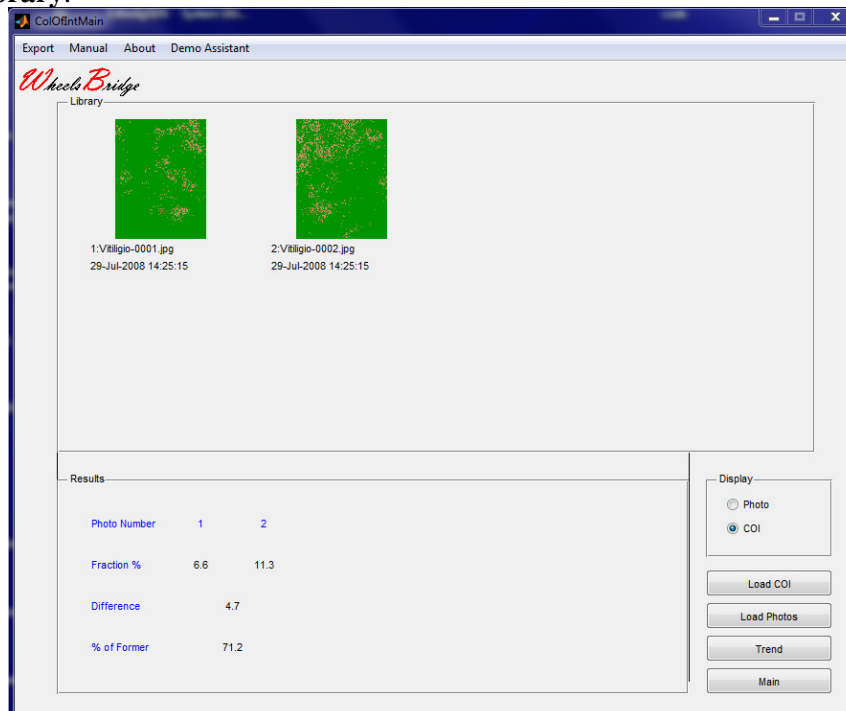 ColOfIntMain
Export Manual About Demo Assistant
WheelsBridge
Library
1:Vitiligio-0001.jpg 2:Vitiligio-0002.jpg
29-Jul-2008 14:25:15 29-Jul-2008 14:25:15
Results
Photo Number 1 2
Fraction % 6.6 11.3
Difference 4.7
% of Former 71.2
Display
Photo
COI
Load COI
Load Photos
Trend
Main